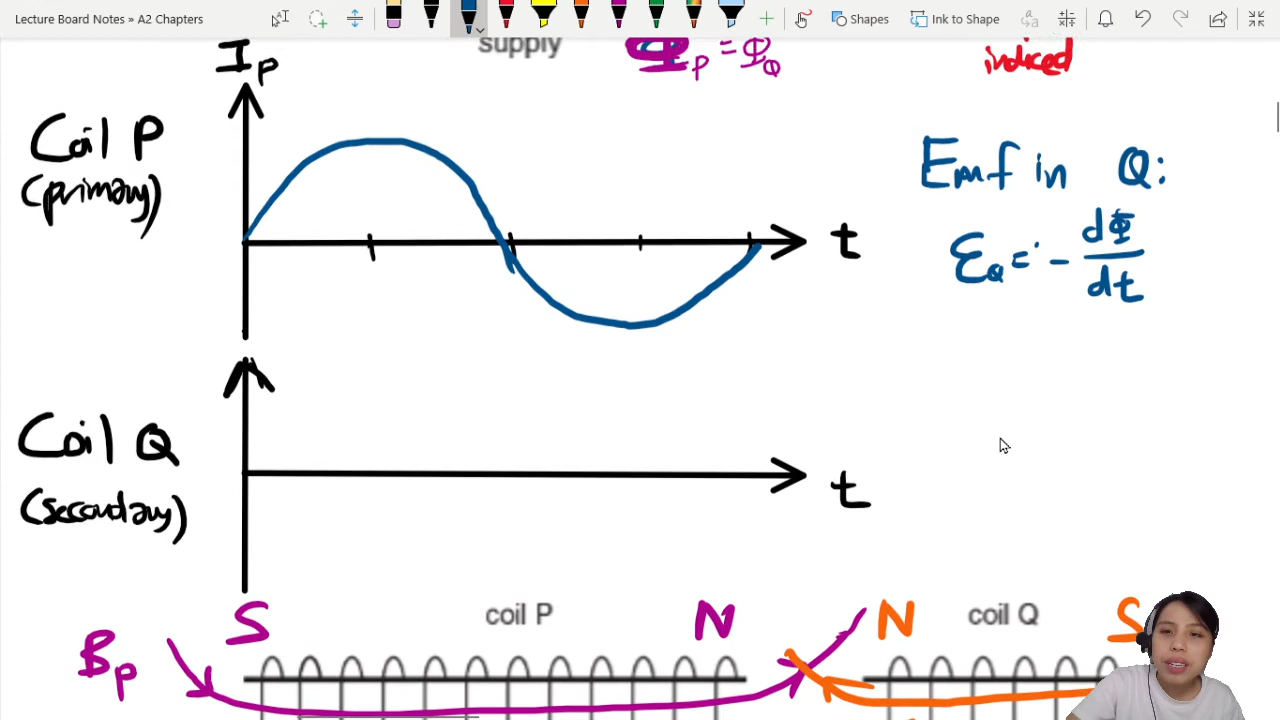 Lecture Board Notes » A2 Chapters
Shapes
Ink to Shape
supply
Φp = ΦQ
induced
Ip
Coil P
(primary)
t
Emf in Q:
εQ = - dΦ/dt
Coil Q
(secondary)
t
S
coil P
N
N
coil Q
S
Bp